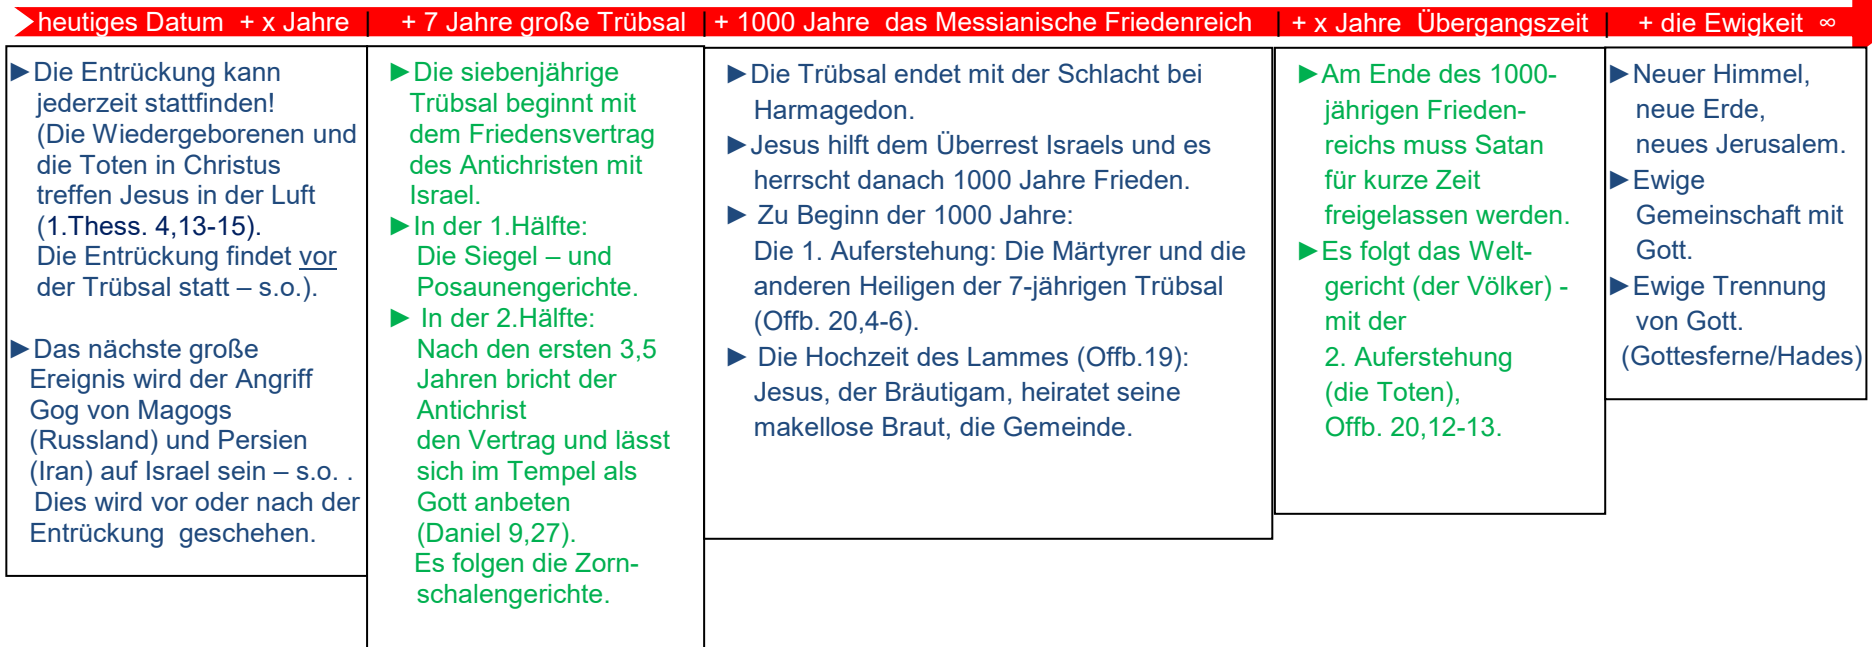 heutiges Datum + x Jahre | + 7 Jahre große Trübsal | + 1000 Jahre das Messianische Friedenreich | + x Jahre Übergangszeit | + die Ewigkeit ∞
►Die Entrückung kann
jederzeit stattfinden!
(Die Wiedergeborenen und
die Toten in Christus
treffen Jesus in der Luft
(1.Thess. 4,13-15).
Die Entrückung findet vor
der Trübsal statt – s.o.).
►Das nächste große
Ereignis wird der Angriff
Gog von Magogs
(Russland) und Persien
(Iran) auf Israel sein – s.o. .
Dies wird vor oder nach der
Entrückung geschehen.
►Die siebenjährige
Trübsal beginnt mit
dem Friedensvertrag
des Antichristen mit
Israel.
►In der 1.Hälfte:
Die Siegel – und
Posaunengerichte.
► In der 2.Hälfte:
Nach den ersten 3,5
Jahren bricht der
Antichrist
den Vertrag und lässt
sich im Tempel als
Gott anbeten
(Daniel 9,27).
Es folgen die Zorn-
schalengerichte.
►Die Trübsal endet mit der Schlacht bei
Harmagedon.
►Jesus hilft dem Überrest Israels und es
herrscht danach 1000 Jahre Frieden.
► Zu Beginn der 1000 Jahre:
Die 1. Auferstehung: Die Märtyrer und die
anderen Heiligen der 7-jährigen Trübsal
(Offb. 20,4-6).
► Die Hochzeit des Lammes (Offb.19):
Jesus, der Bräutigam, heiratet seine
makellose Braut, die Gemeinde.
►Am Ende des 1000-
jährigen Frieden-
reichs muss Satan
für kurze Zeit
freigelassen werden.
►Es folgt das Welt-
gericht (der Völker) -
mit der
2. Auferstehung
(die Toten),
Offb. 20,12-13.
►Neuer Himmel,
neue Erde,
neues Jerusalem.
►Ewige
Gemeinschaft mit
Gott.
►Ewige Trennung
von Gott.
(Gottesferne/Hades)